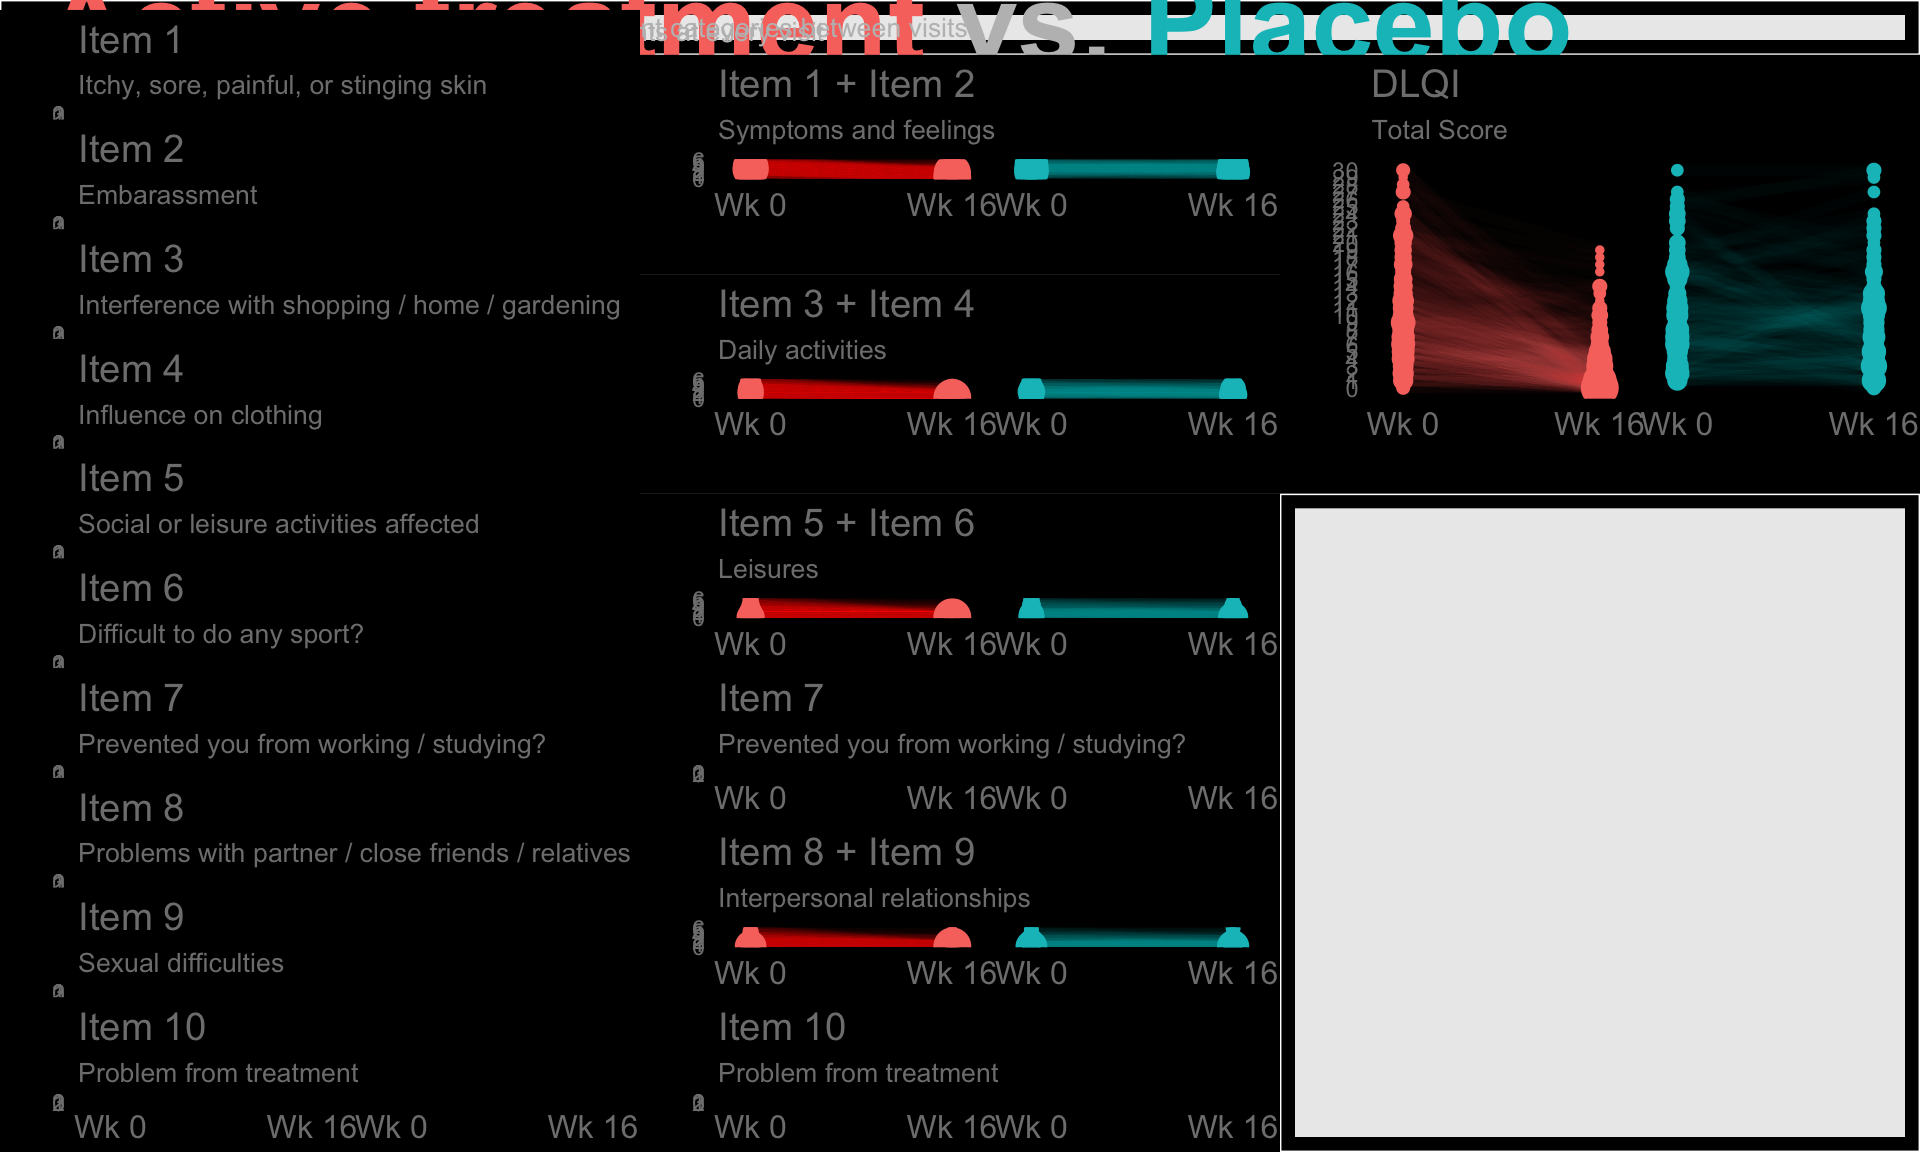 Active treatment vs. Placebo
categories between visits
Item 1
Itchy, sore, painful, or stinging skin
Item 2
Embarassment
Item 3
Interference with shopping / home / gardening
Item 4
Influence on clothing
Item 5
Social or leisure activities affected
Item 6
Difficult to do any sport?
Item 7
Prevented you from working / studying?
Item 8
Problems with partner / close friends / relatives
Item 9
Sexual difficulties
Item 10
Problem from treatment
Wk 0 Wk 16 Wk 0 Wk 16
Item 1 + Item 2
Symptoms and feelings
Wk 0 Wk 16 Wk 0 Wk 16
Item 3 + Item 4
Daily activities
Wk 0 Wk 16 Wk 0 Wk 16
Item 5 + Item 6
Leisures
Wk 0 Wk 16 Wk 0 Wk 16
Item 7
Prevented you from working / studying?
Wk 0 Wk 16 Wk 0 Wk 16
Item 8 + Item 9
Interpersonal relationships
Wk 0 Wk 16 Wk 0 Wk 16
Item 10
Problem from treatment
Wk 0 Wk 16 Wk 0 Wk 16
DLQI
Total Score
30
0
Wk 0 Wk 16 Wk 0 Wk 16